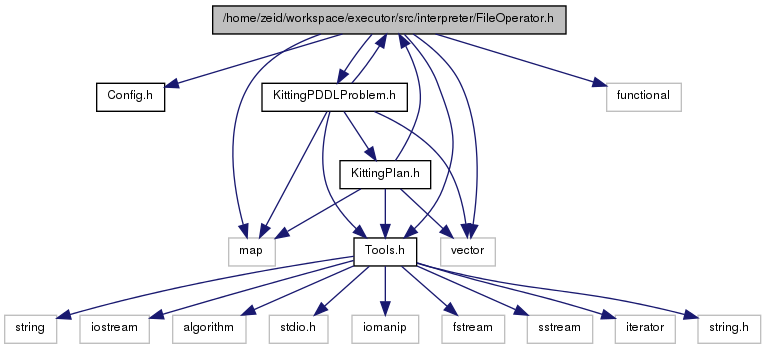 /home/zeid/workspace/executor/src/interpreter/FileOperator.h
Config.h
KittingPDDLProblem.h
functional
KittingPlan.h
map
Tools.h
vector
string
iostream
algorithm
stdio.h
iomanip
fstream
sstream
iterator
string.h